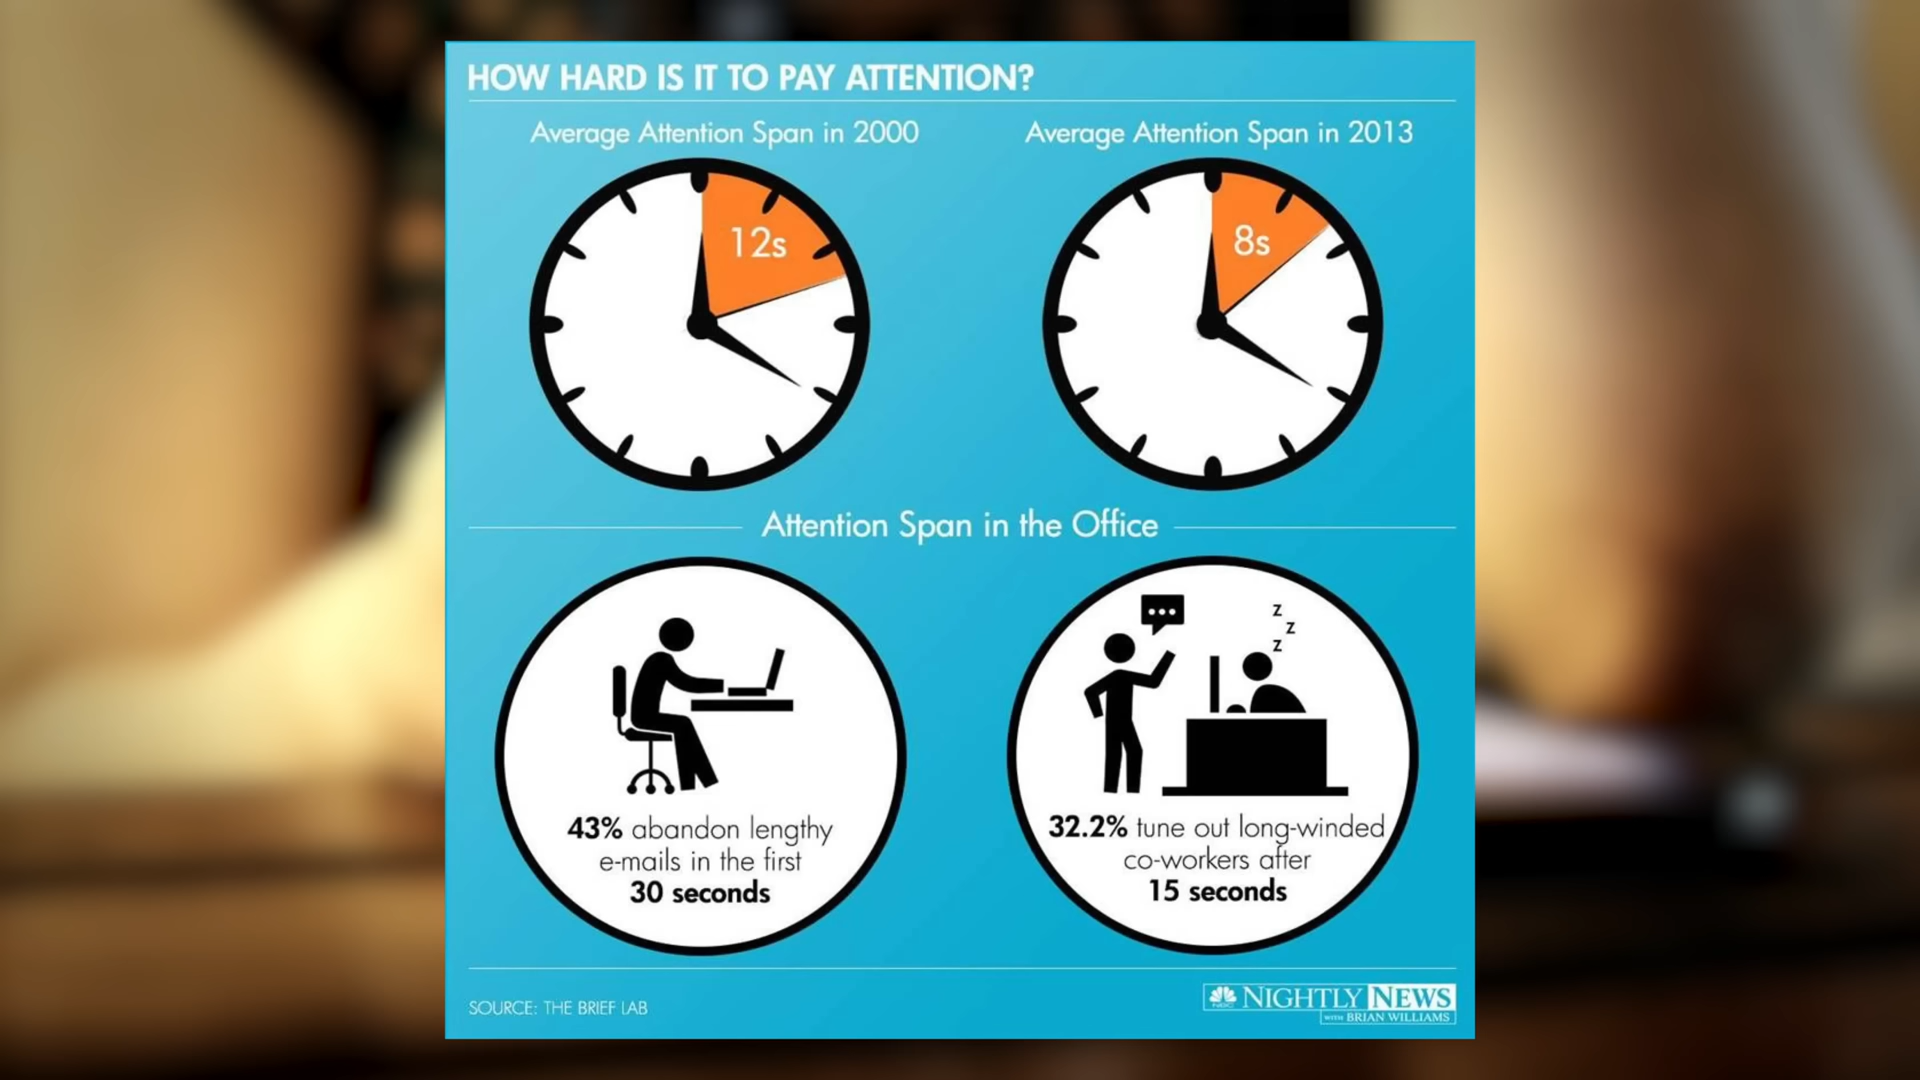 HOW HARD IS IT TO PAY ATTENTION?
Average Attention Span in 2000
Average Attention Span in 2013
12s
8s
Attention Span in the Office
z
z
z
43% abandon lengthy
e-mails in the first
30 seconds
32.2% tune out long-winded
co-workers after
15 seconds
SOURCE: THE BRIEF LAB
NBC NIGHTLY NEWS
WITH BRIAN WILLIAMS